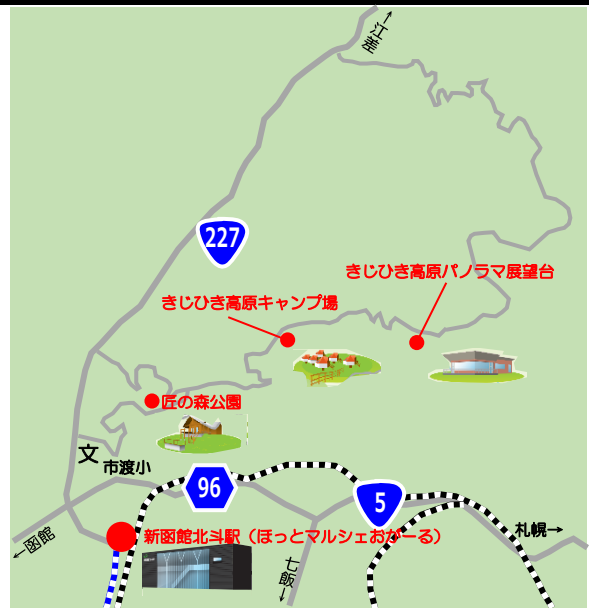 ←江差
227
きじひき高原パノラマ展望台
きじひき高原キャンプ場
匠の森公園
文
市渡小
96
5
札幌→
新函館北斗駅（ほっとマルシェおがーる）
←函館
七飯→